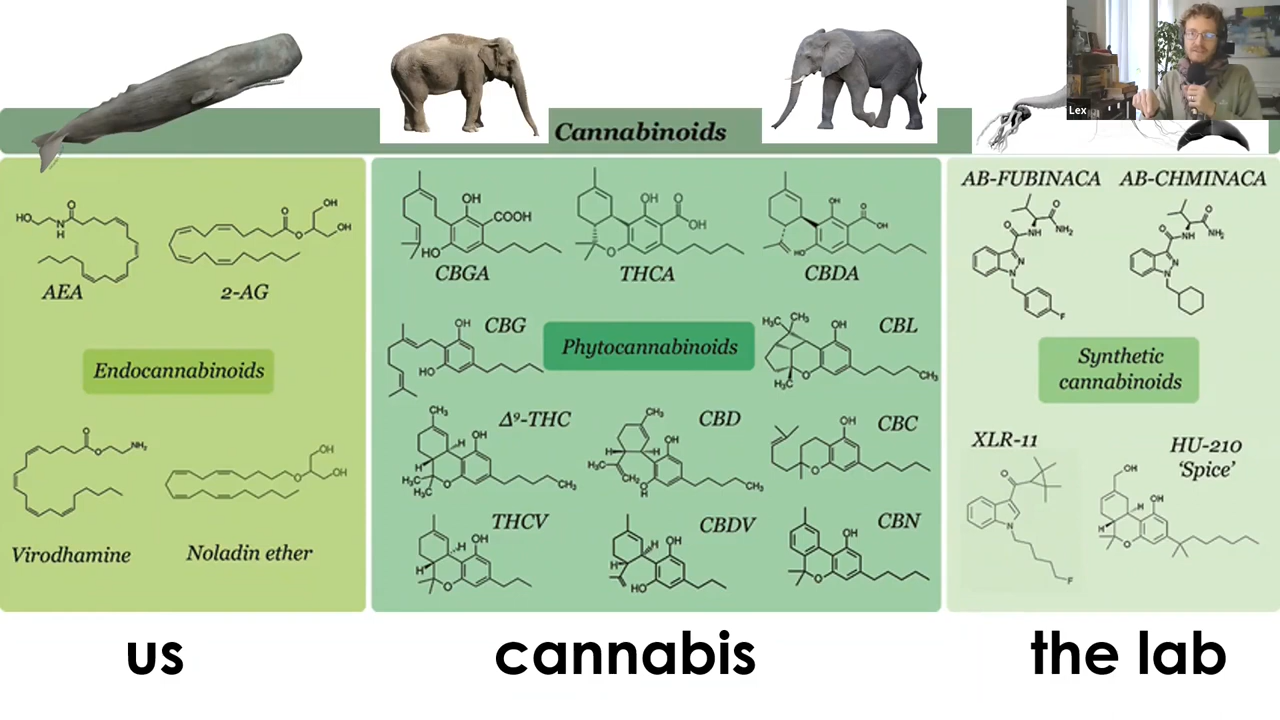 Lex
Cannabinoids
AEA
2-AG
Endocannabinoids
Virodhamine
Noladin ether
us
CBGA
THCA
CBDA
CBG
Phytocannabinoids
CBL
Δ⁹-THC
CBD
CBC
THCV
CBDV
CBN
cannabis
AB-FUBINACA
AB-CHMINACA
Synthetic
cannabinoids
XLR-11
HU-210
‘Spice’
the lab